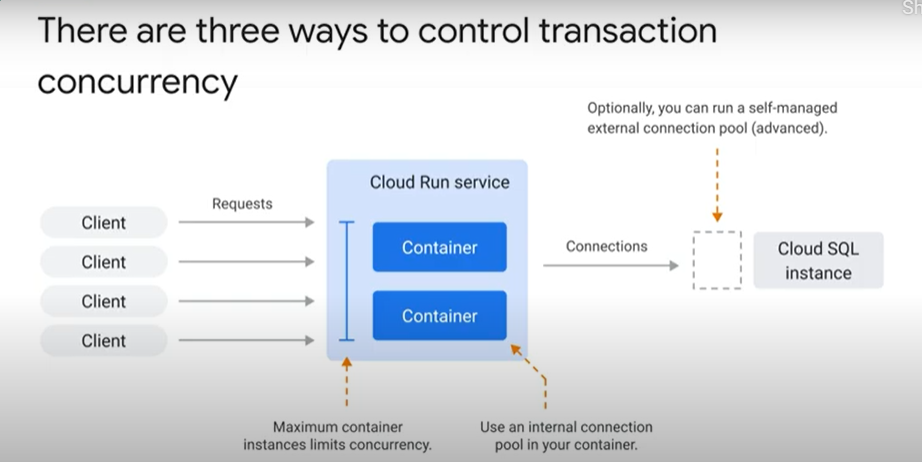 There are three ways to control transaction
concurrency
Optionally, you can run a self-managed
external connection pool (advanced).
Cloud Run service
Requests
Client
Client
Client
Client
Container
Container
Connections
Cloud SQL
instance
Maximum container
instances limits concurrency.
Use an internal connection
pool in your container.